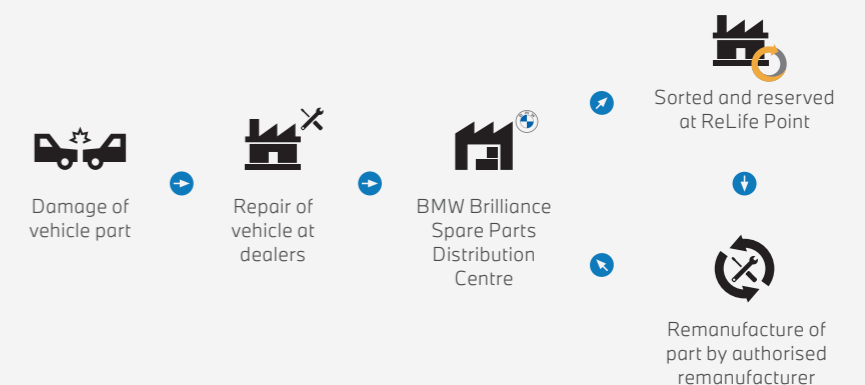 Damage of
vehicle part
Repair of
vehicle at
dealers
BMW Brilliance
Spare Parts
Distribution
Centre
Sorted and reserved
at ReLife Point
Remanufacture of
part by authorised
remanufacturer